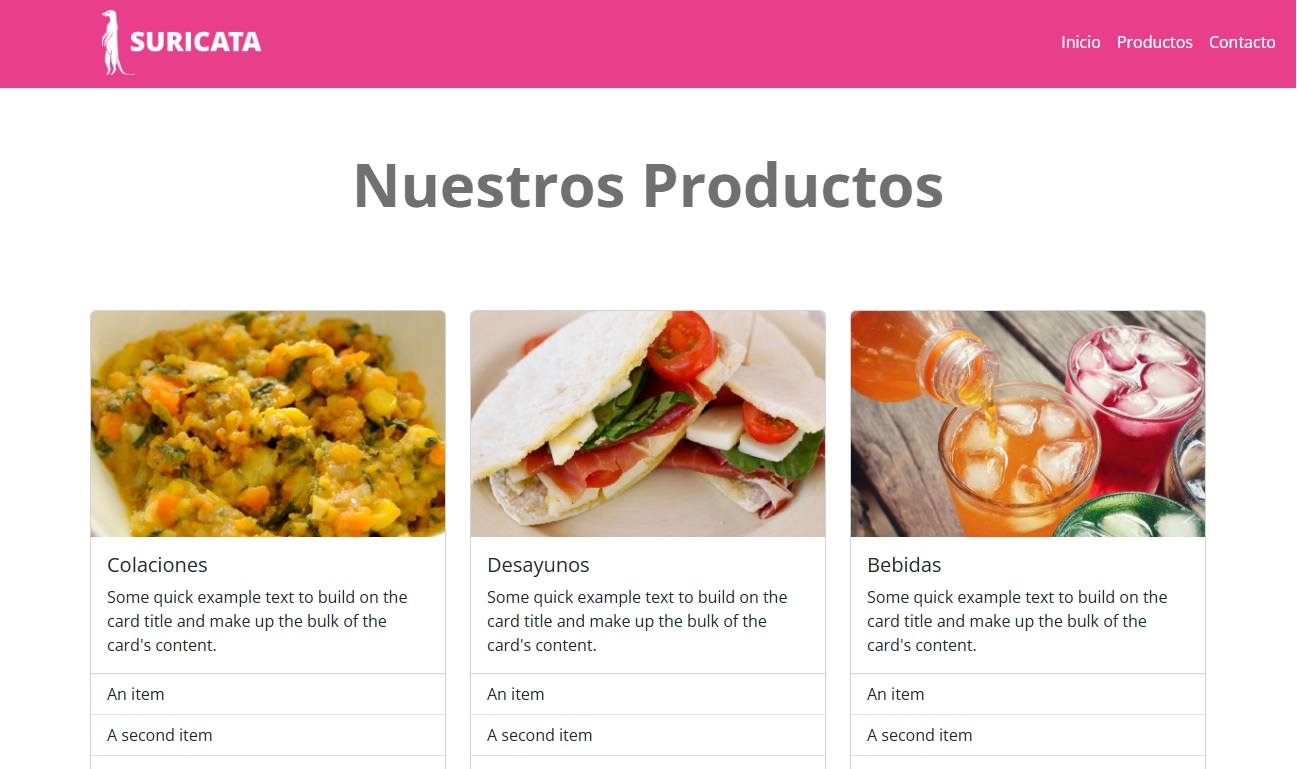 SURICATA
Inicio Productos Contacto
Nuestros Productos
Colaciones
Some quick example text to build on the
card title and make up the bulk of the
card's content.
An item
A second item
Desayunos
Some quick example text to build on the
card title and make up the bulk of the
card's content.
An item
A second item
Bebidas
Some quick example text to build on the
card title and make up the bulk of the
card's content.
An item
A second item